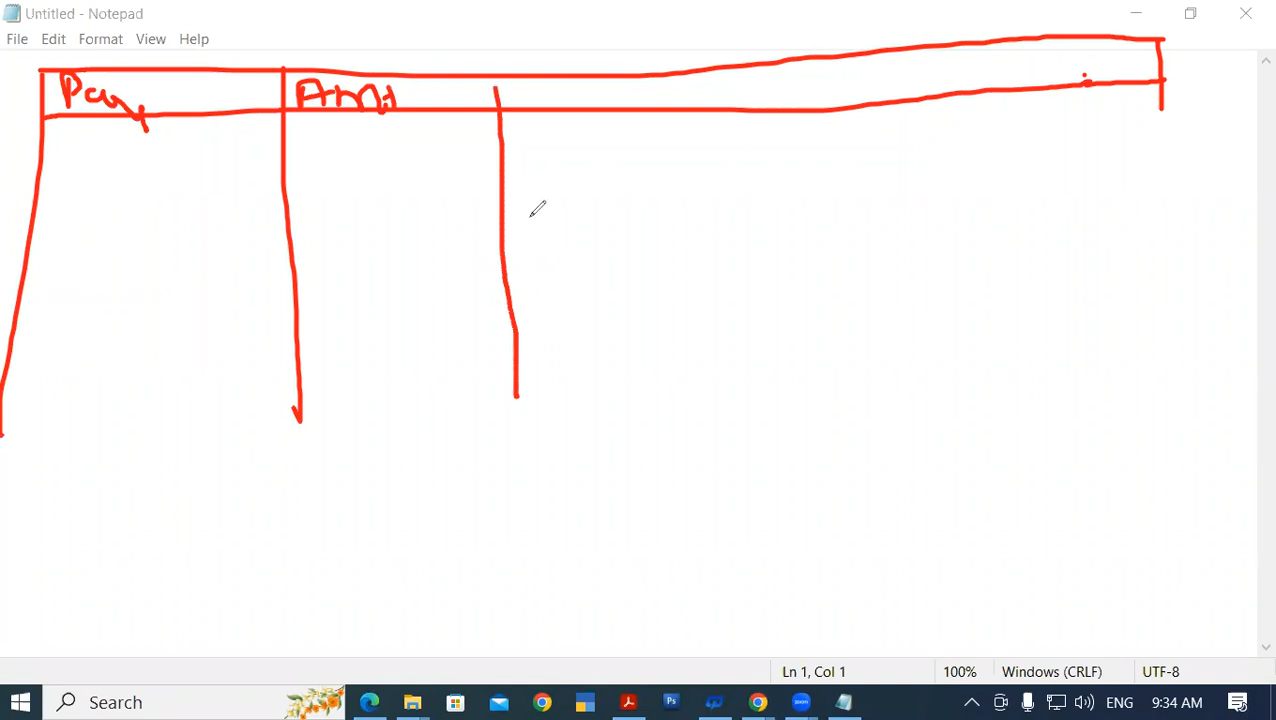 Untitled - Notepad
File Edit Format View Help
Ln 1, Col 1 100% Windows (CRLF) UTF-8
Search ENG 9:34 AM